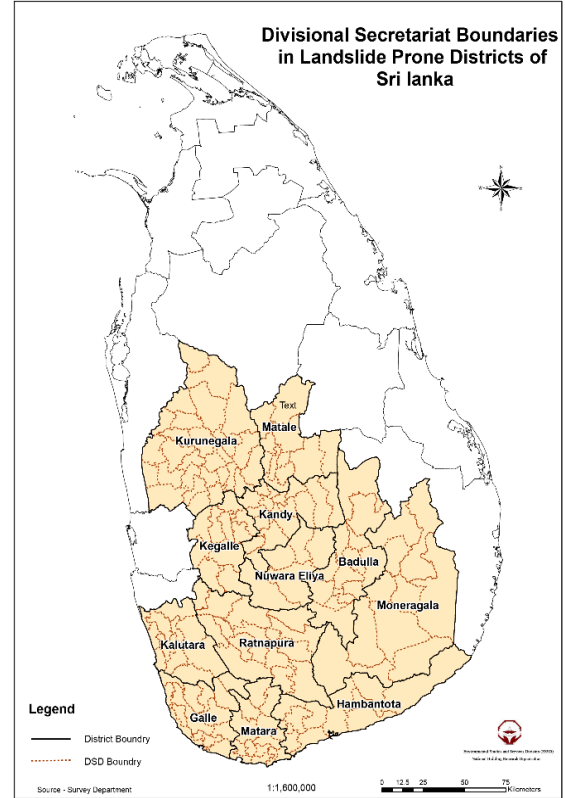 Divisional Secretariat Boundaries
in Landslide Prone Districts of
Sri lanka
Text
Matale
Kurunegala
Kandy
Kegalle
Badulla
Nuwara Eliya
Moneragala
Kalutara
Ratnapura
Hambantota
Galle
Matara
Legend
District Boundry
DSD Boundry
Source - Survey Department
1:1,600,000
0 12.5 25 50 75
Kilometers